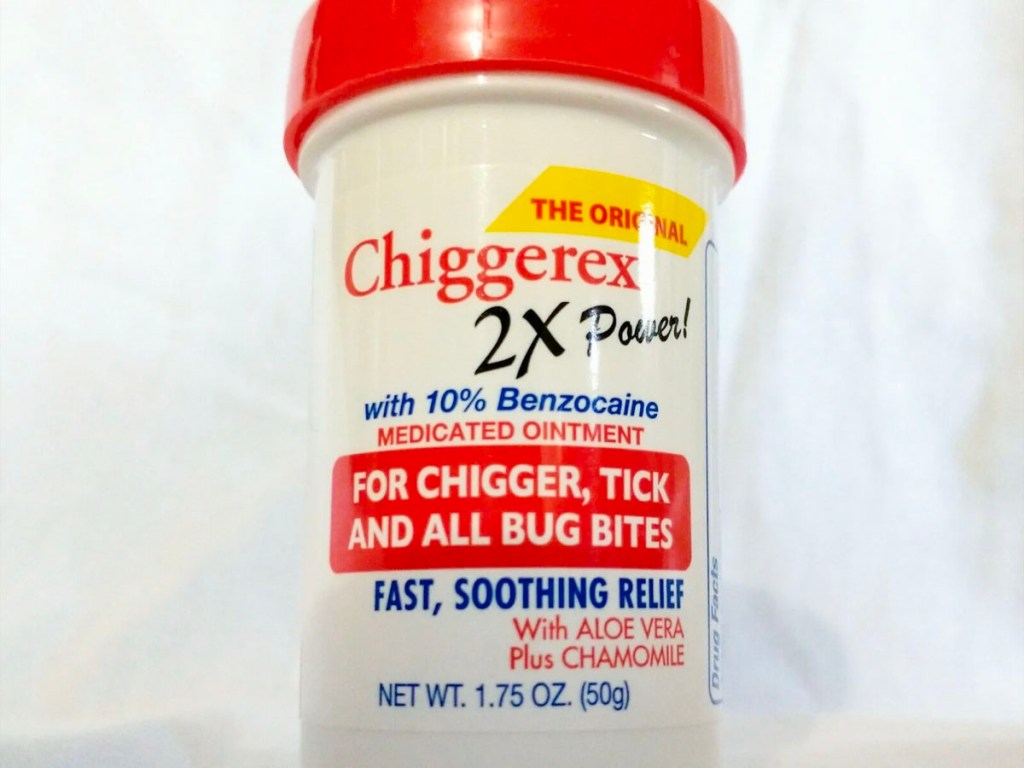 THE ORIGINAL
Chiggerex
2X Power!
with 10% Benzocaine
MEDICATED OINTMENT
FOR CHIGGER, TICK
AND ALL BUG BITES
FAST, SOOTHING RELIEF
With ALOE VERA
Plus CHAMOMILE
NET WT. 1.75 OZ. (50g)
Drug Facts